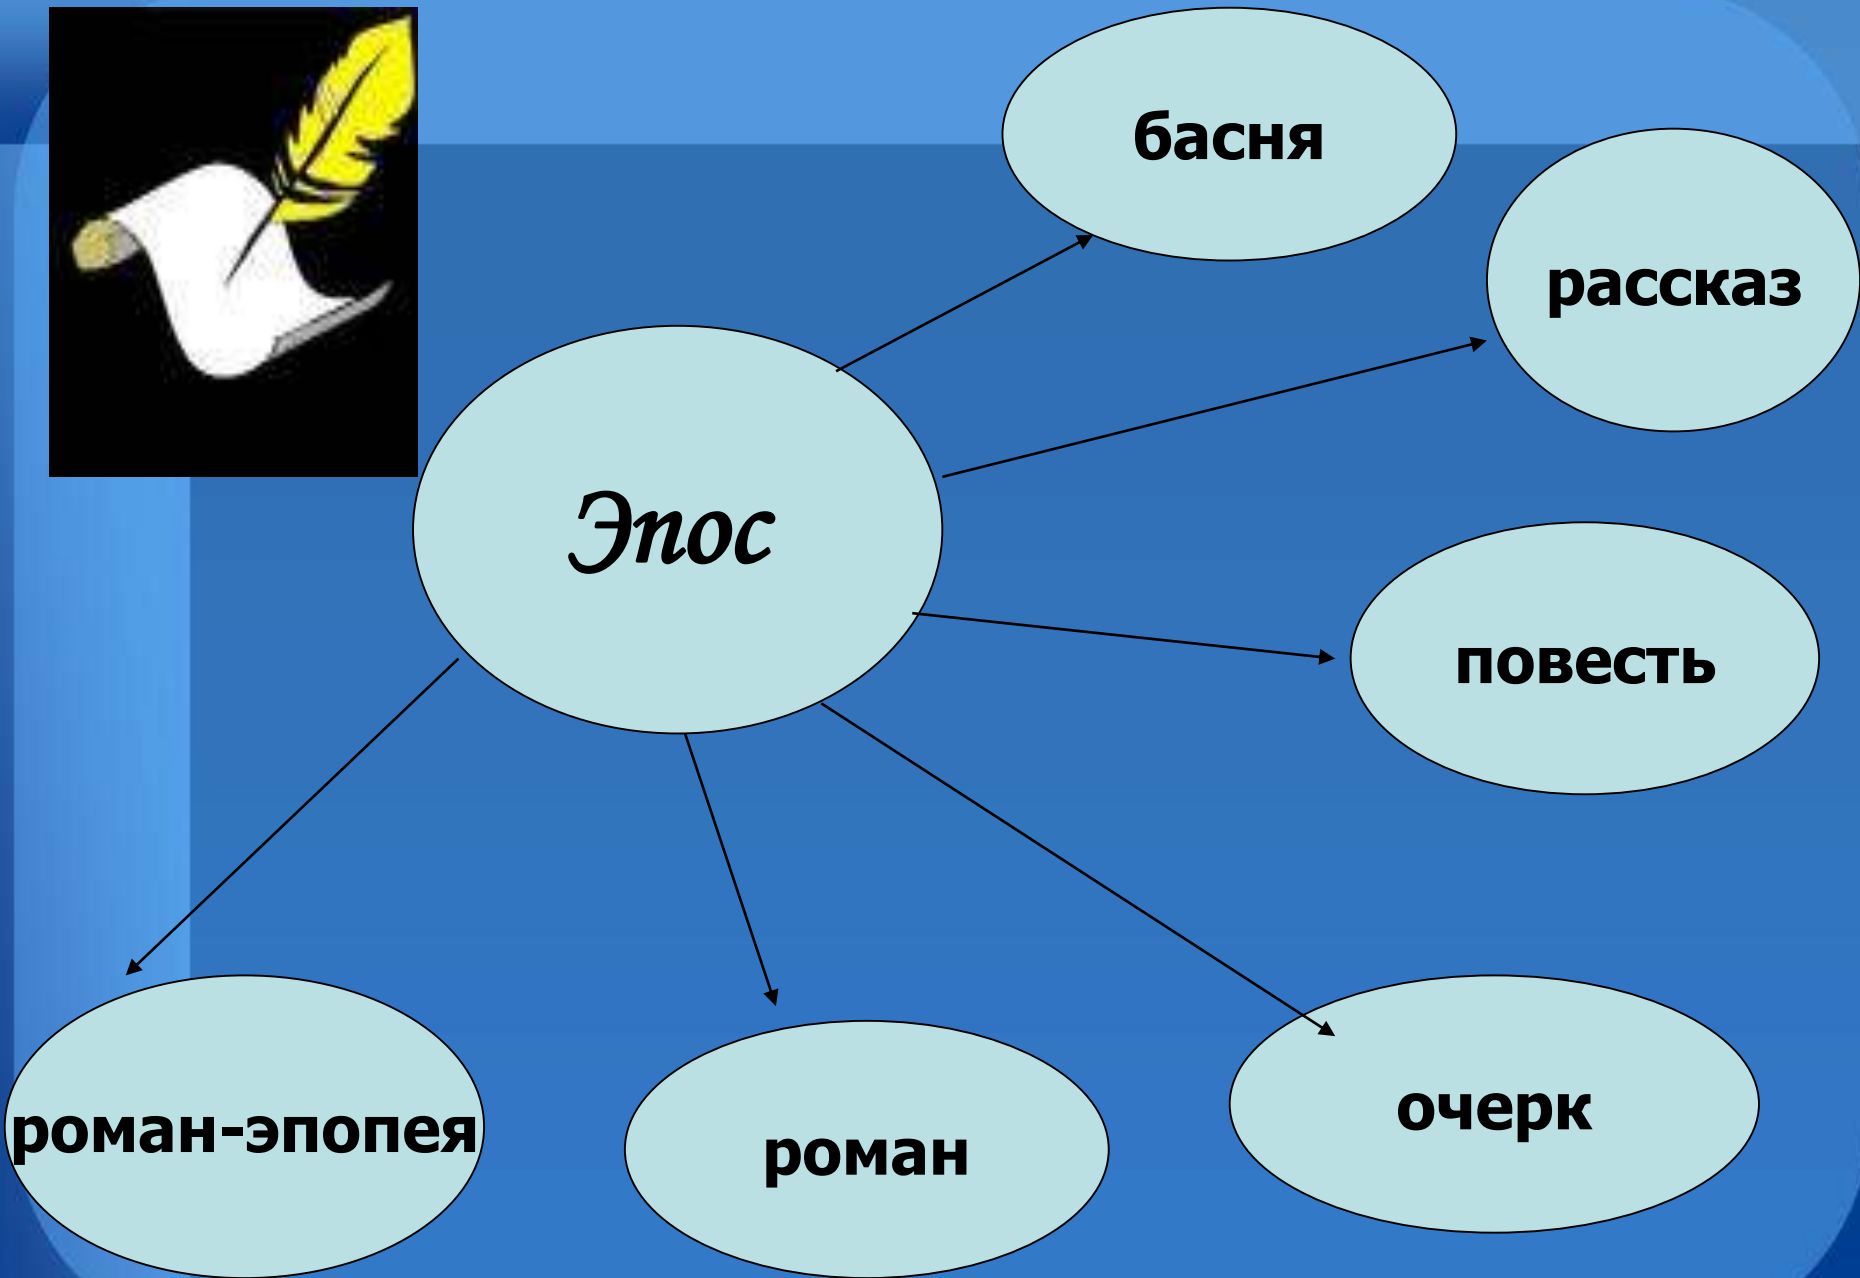 басня
рассказ
Эпос
повесть
роман-эпопея
роман
очерк